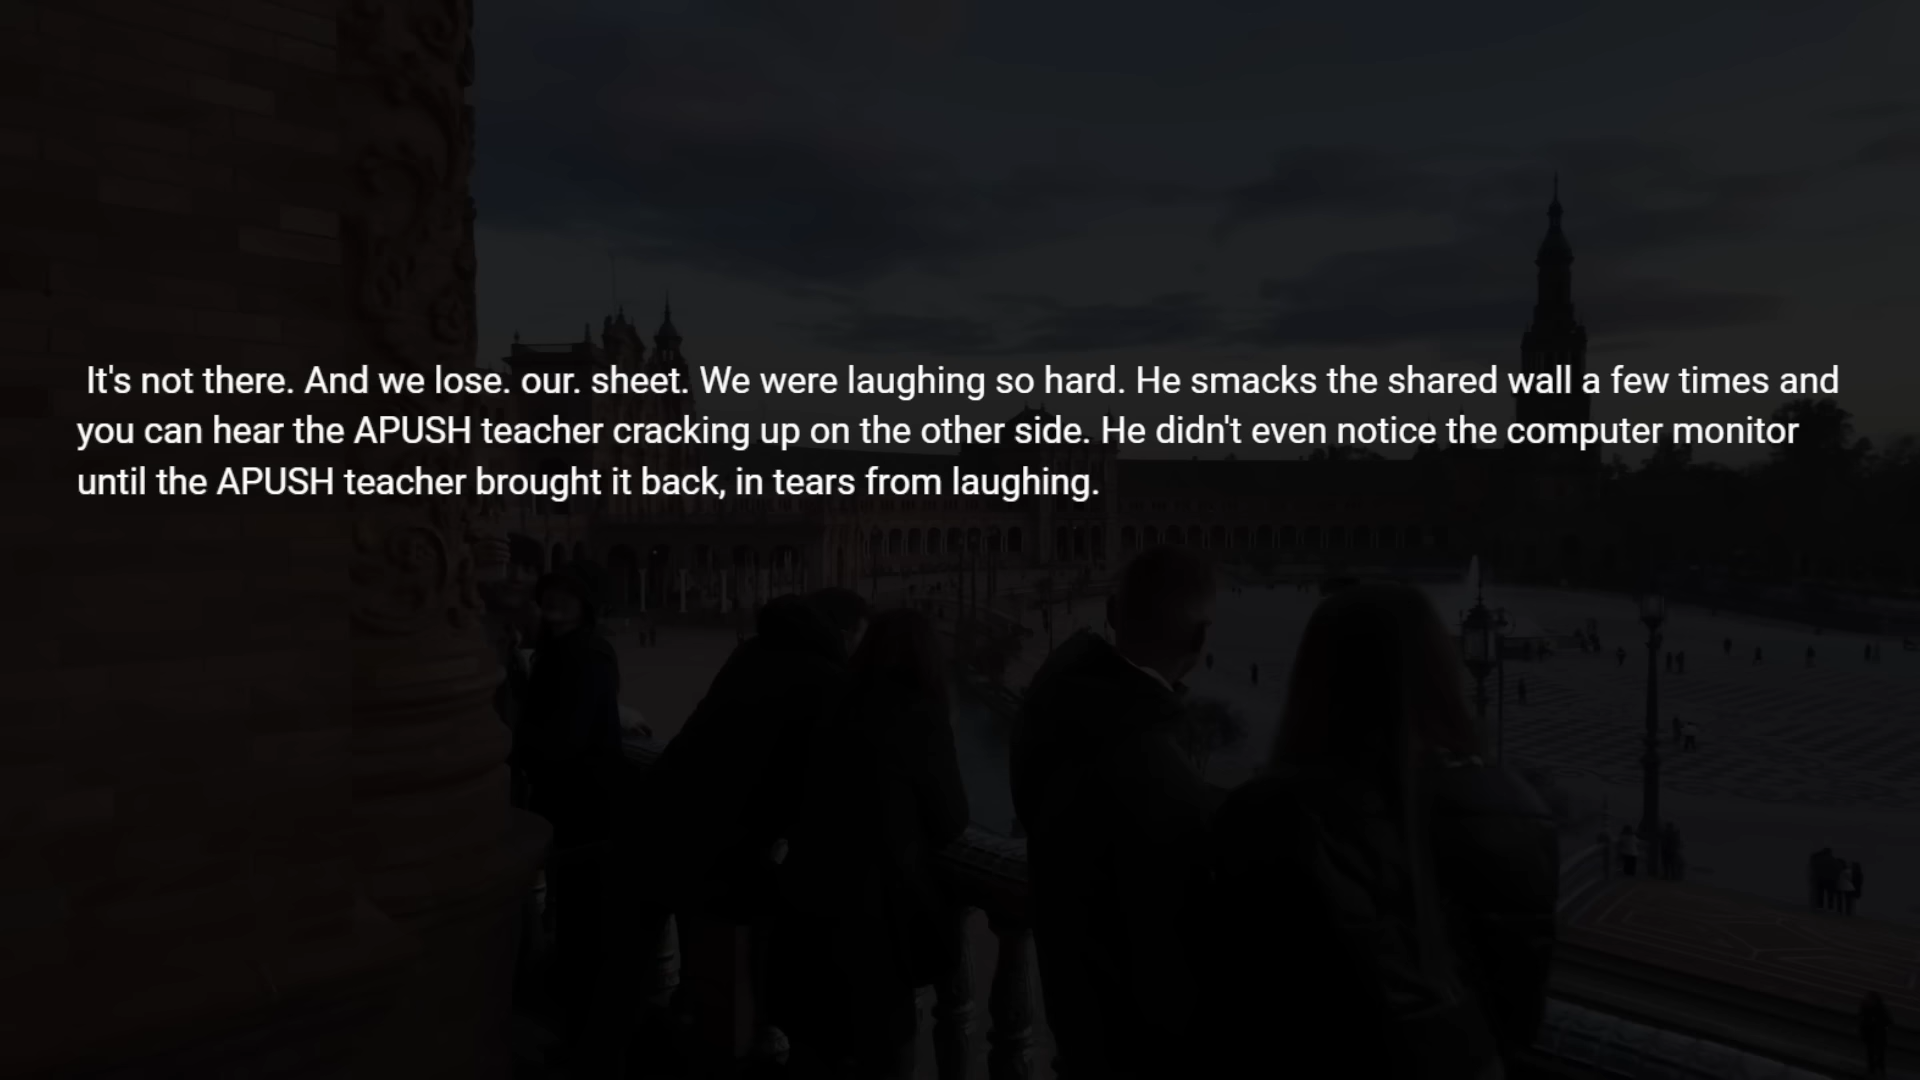 It's not there. And we lose. our. sheet. We were laughing so hard. He smacks the shared wall a few times and
you can hear the APUSH teacher cracking up on the other side. He didn't even notice the computer monitor
until the APUSH teacher brought it back, in tears from laughing.